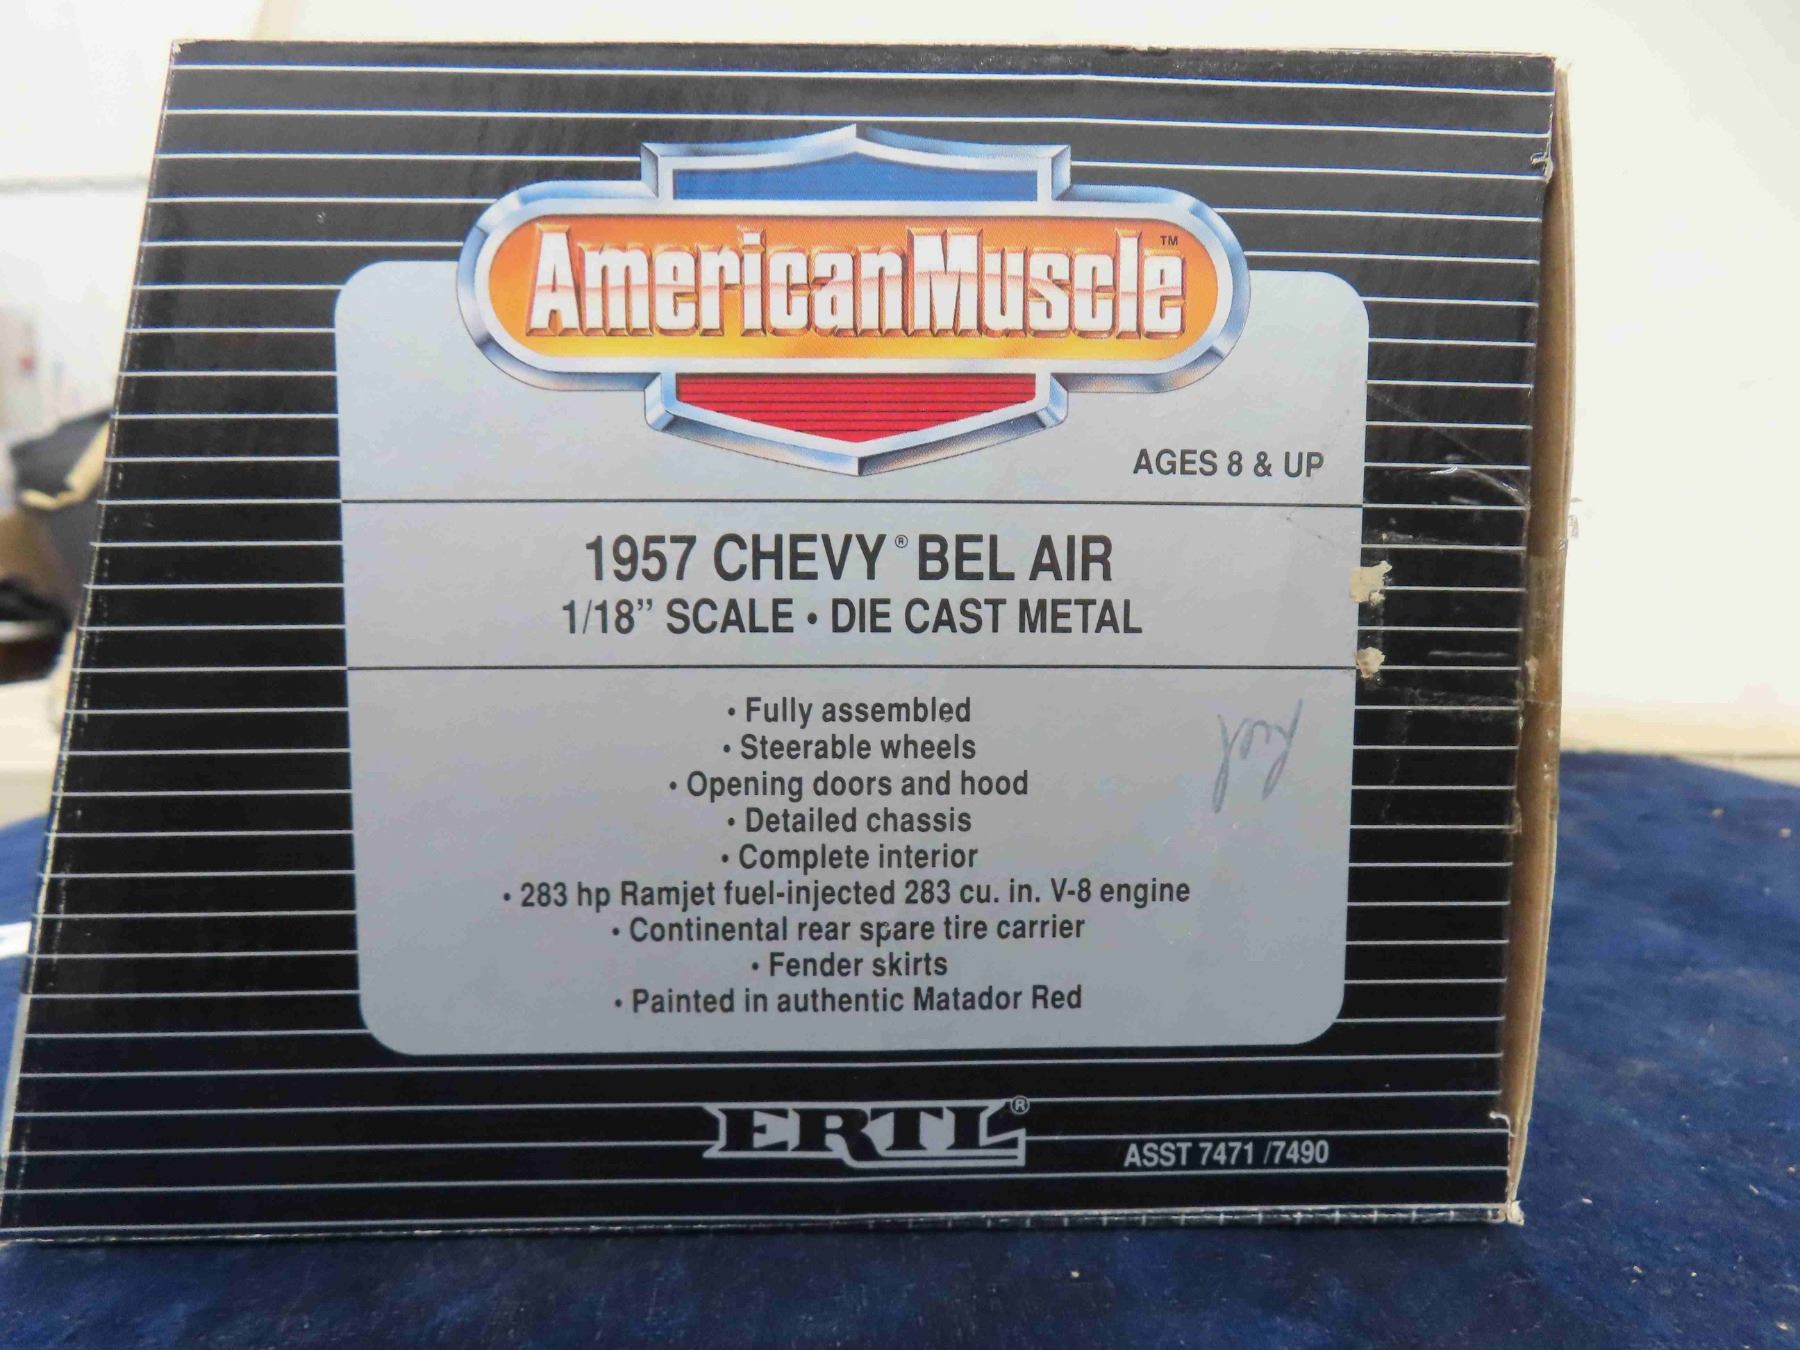 AmericanMuscle™
AGES 8 & UP
1957 CHEVY® BEL AIR
1/18” SCALE • DIE CAST METAL
• Fully assembled
• Steerable wheels
• Opening doors and hood
• Detailed chassis
• Complete interior
• 283 hp Ramjet fuel-injected 283 cu. in. V-8 engine
• Continental rear spare tire carrier
• Fender skirts
• Painted in authentic Matador Red
ERTL®
ASST 7471 /7490